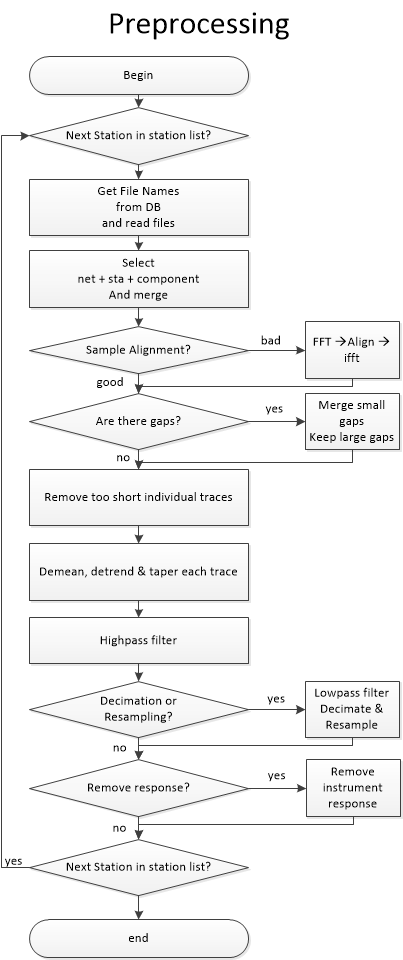 Preprocessing
Begin
Next Station in station list?
Get File Names
from DB
and read files
Select
net + sta + component
And merge
Sample Alignment?
bad
FFT →Align →
ifft
good
Are there gaps?
yes
Merge small
gaps
Keep large gaps
no
Remove too short individual traces
Demean, detrend & taper each trace
Highpass filter
Decimation or
Resampling?
yes
Lowpass filter
Decimate &
Resample
no
Remove response?
yes
Remove
instrument
response
no
Next Station in station list?
yes
end